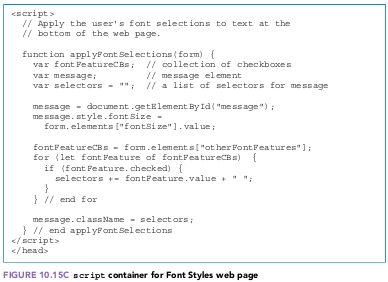 <script>
  // Apply the user's font selections to text at the
  // bottom of the web page.

  function applyFontSelections(form) {
    var fontFeatureCBs;  // collection of checkboxes
    var message;         // message element
    var selectors = "";  // a list of selectors for message

    message = document.getElementById("message");
    message.style.fontSize =
      form.elements["fontSize"].value;

    fontFeatureCBs = form.elements["otherFontFeatures"];
    for (let fontFeature of fontFeatureCBs)  {
      if (fontFeature.checked) {
        selectors += fontFeature.value + " ";
      }
    } // end for

    message.className = selectors;
  } // end applyFontSelections
</script>
</head>
FIGURE 10.15C script container for Font Styles web page